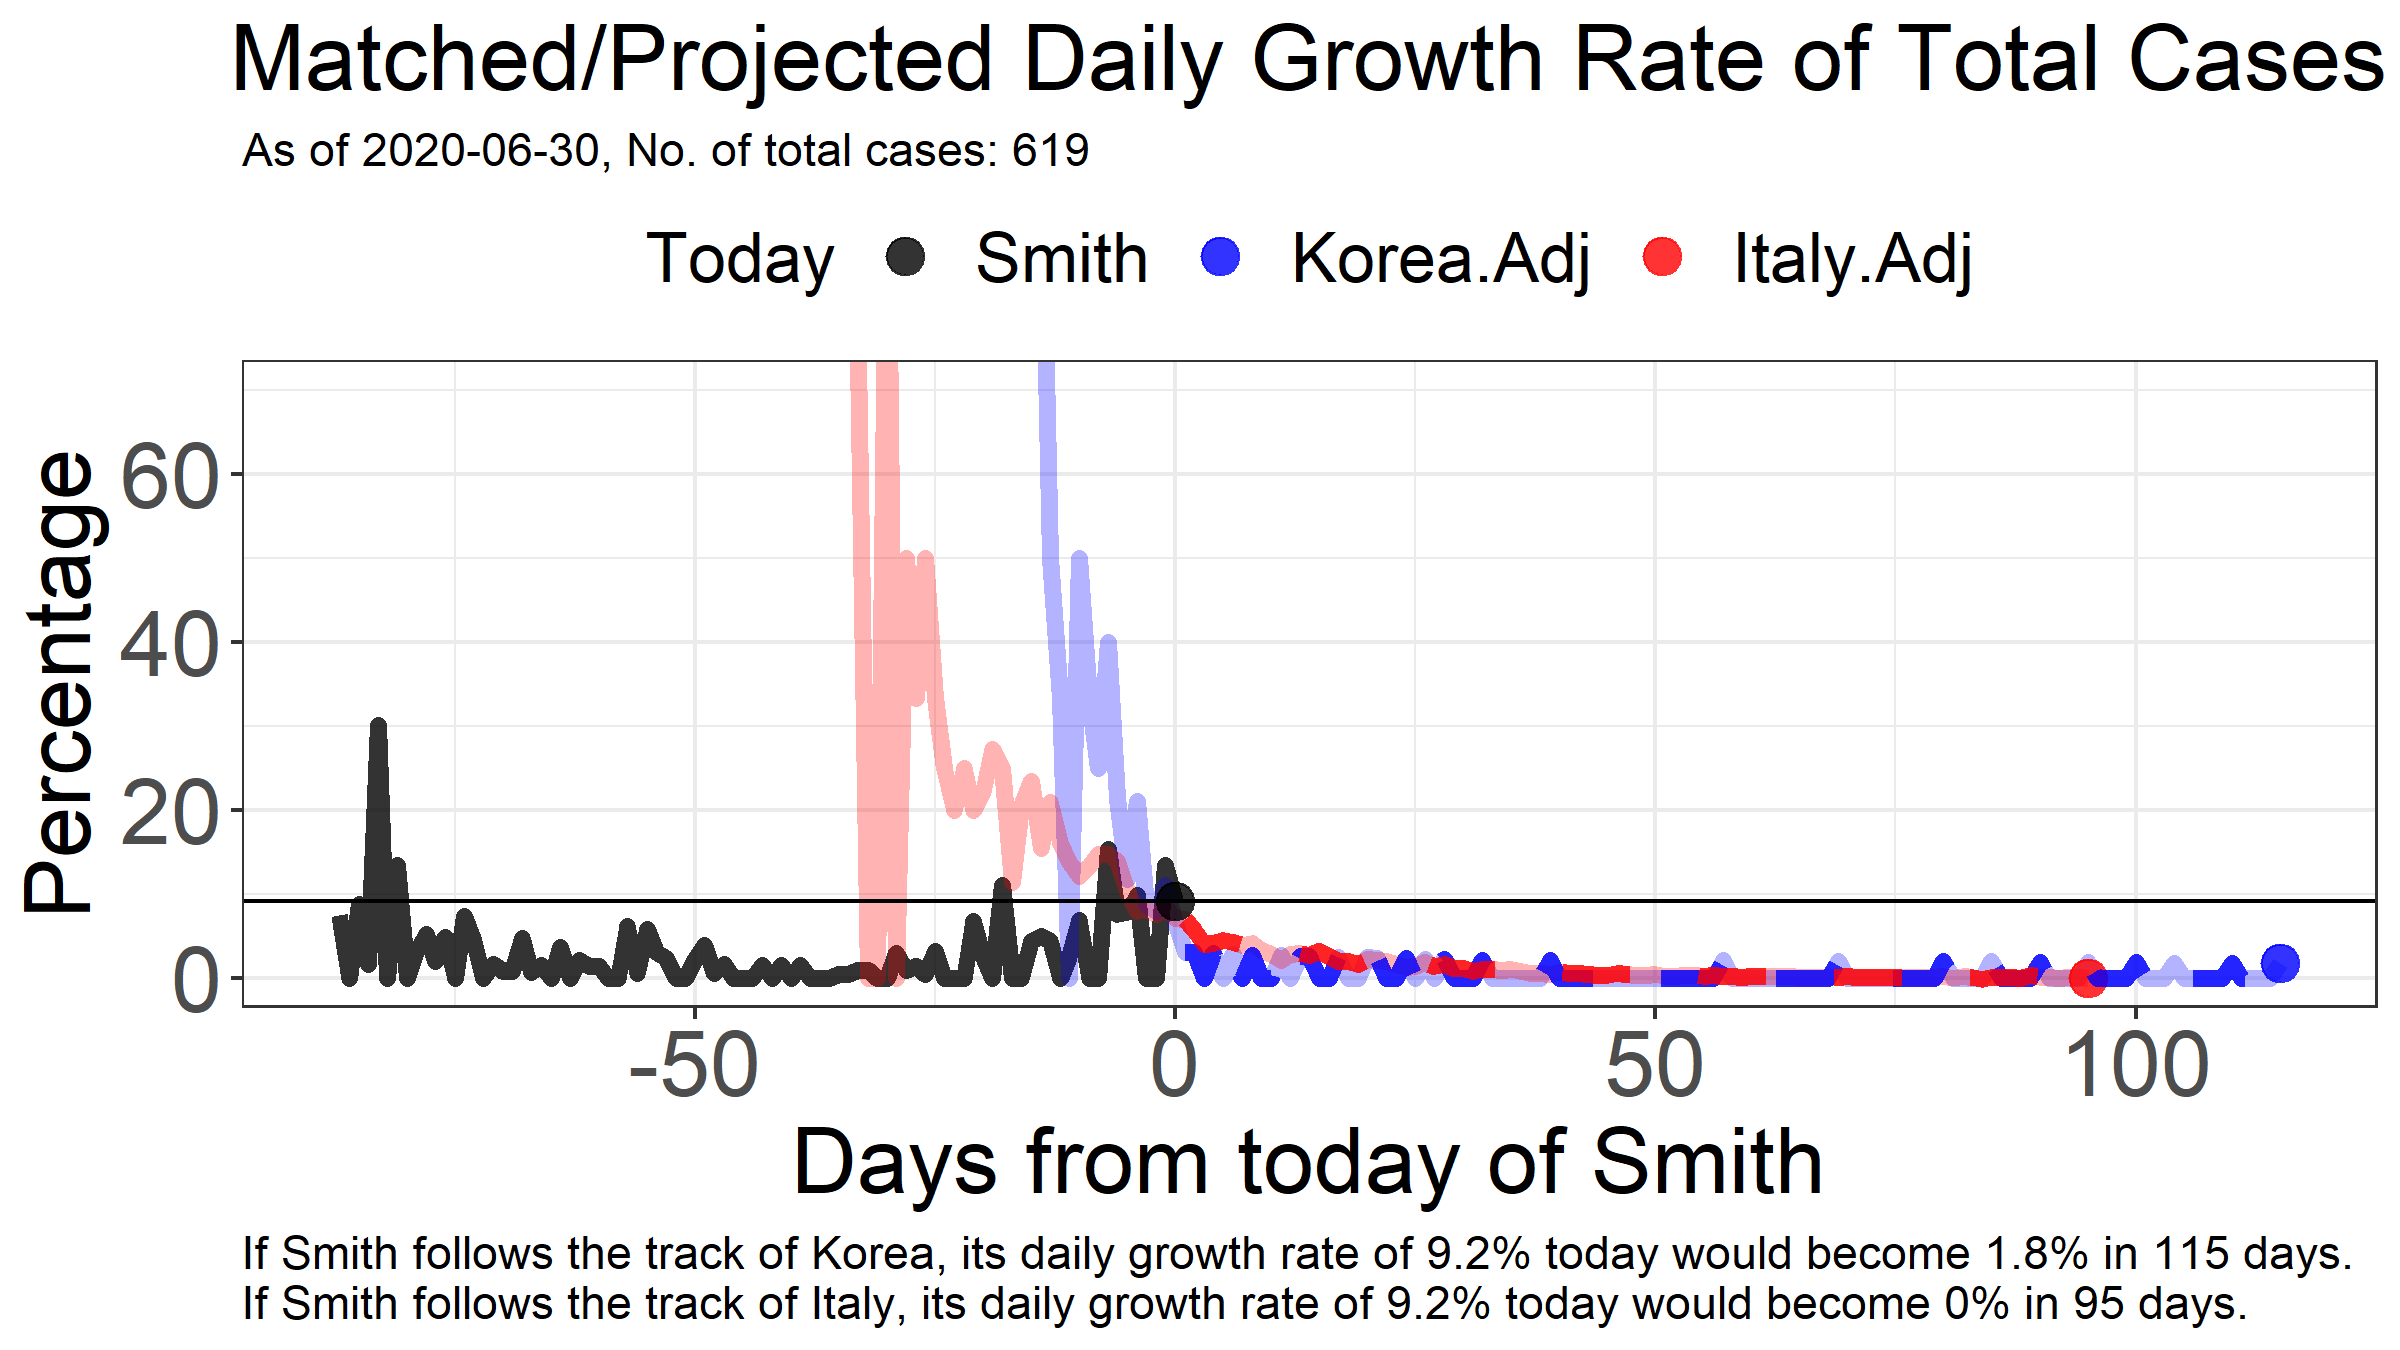 Matched/Projected Daily Growth Rate of Total Cases
As of 2020-06-30, No. of total cases: 619
Today Smith Korea.Adj Italy.Adj
Percentage
60
40
20
0
-50 0 50 100
Days from today of Smith
If Smith follows the track of Korea, its daily growth rate of 9.2% today would become 1.8% in 115 days.
If Smith follows the track of Italy, its daily growth rate of 9.2% today would become 0% in 95 days.